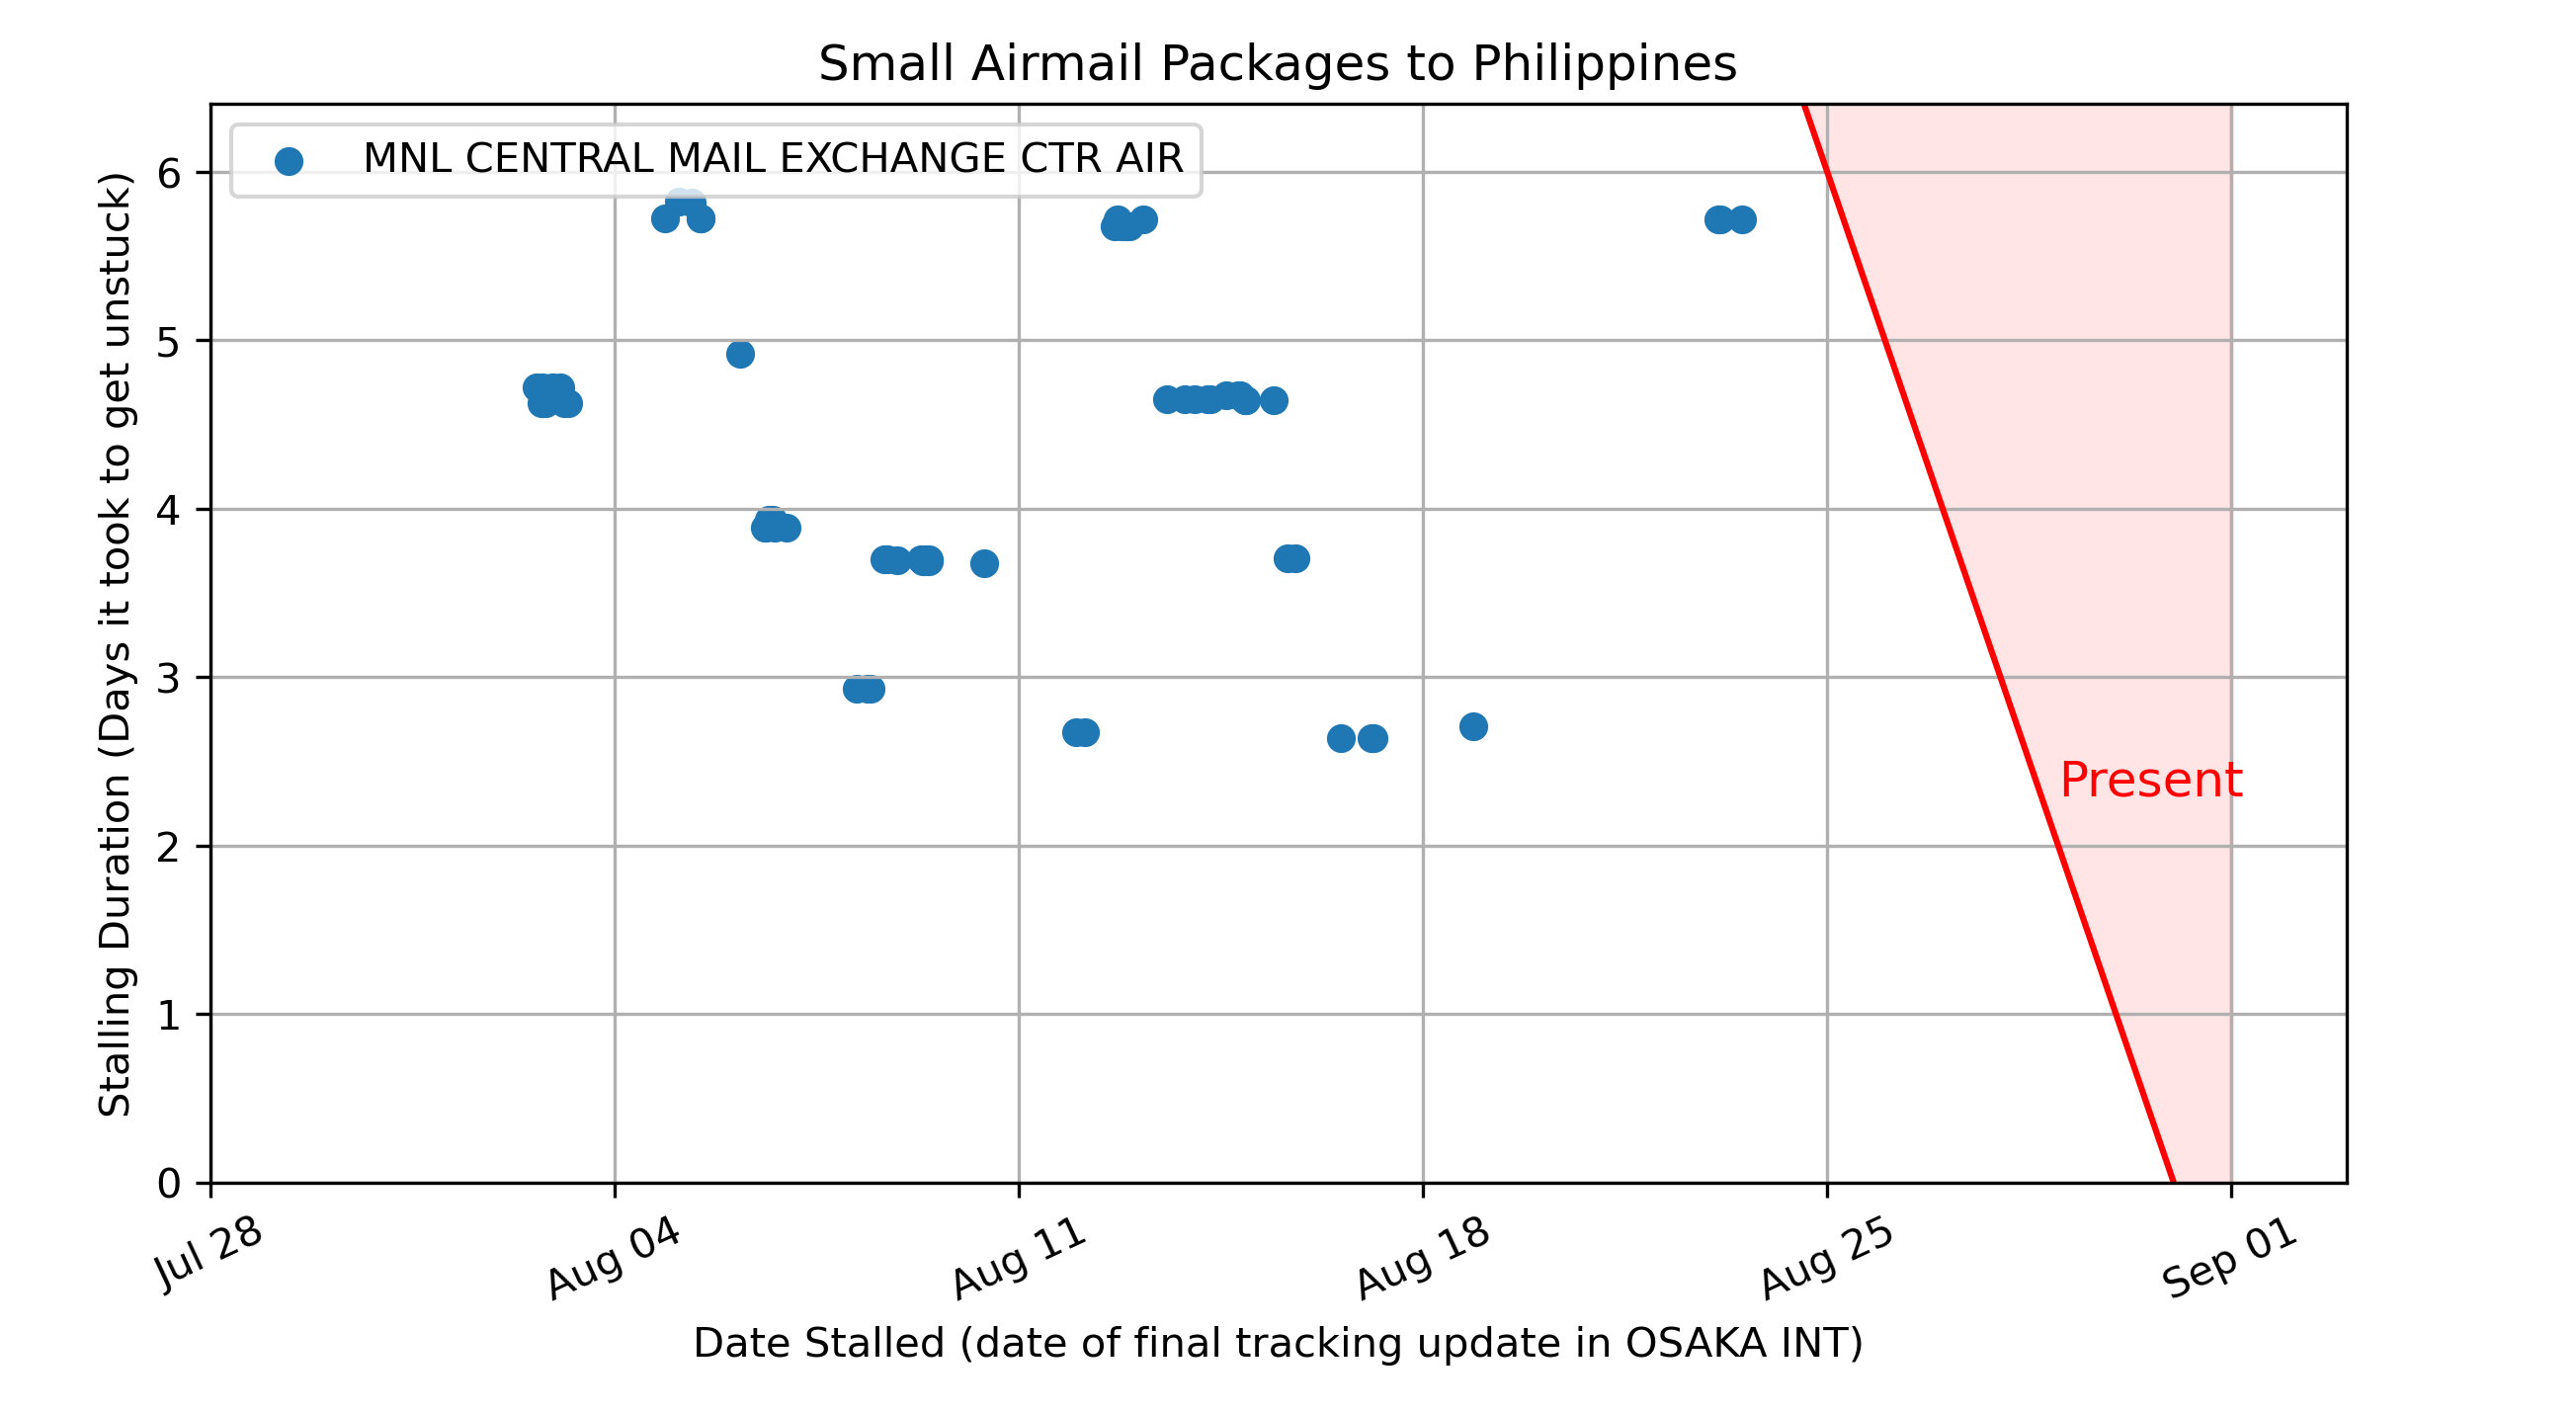 Small Airmail Packages to Philippines
MNL CENTRAL MAIL EXCHANGE CTR AIR
Stalling Duration (Days it took to get unstuck)
6
5
4
3
2
1
0
Present
Jul 28
Aug 04
Aug 11
Aug 18
Aug 25
Sep 01
Date Stalled (date of final tracking update in OSAKA INT)